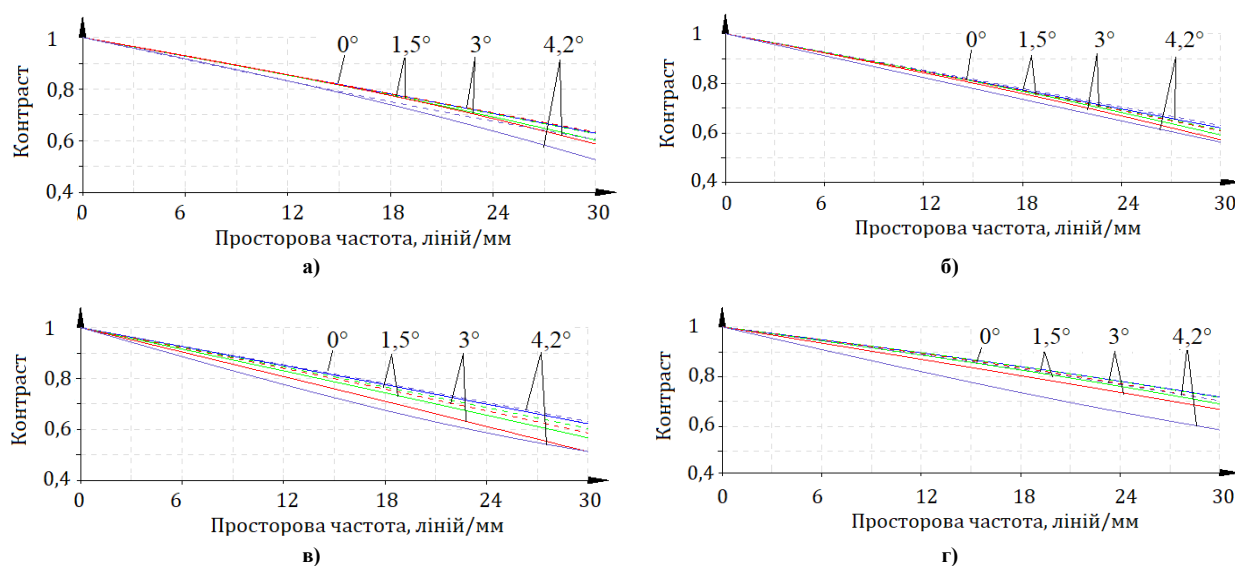 0° 1,5° 3° 4,2°
1
0,8
0,6
0,4
Контраст
0 6 12 18 24 30
Просторова частота, ліній/мм
а)
0° 1,5° 3° 4,2°
1
0,8
0,6
0,4
Контраст
0 6 12 18 24 30
Просторова частота, ліній/мм
б)
0° 1,5° 3° 4,2°
1
0,8
0,6
0,4
Контраст
0 6 12 18 24 30
Просторова частота, ліній/мм
в)
0° 1,5° 3° 4,2°
1
0,8
0,6
0,4
Контраст
0 6 12 18 24 30
Просторова частота, ліній/мм
г)